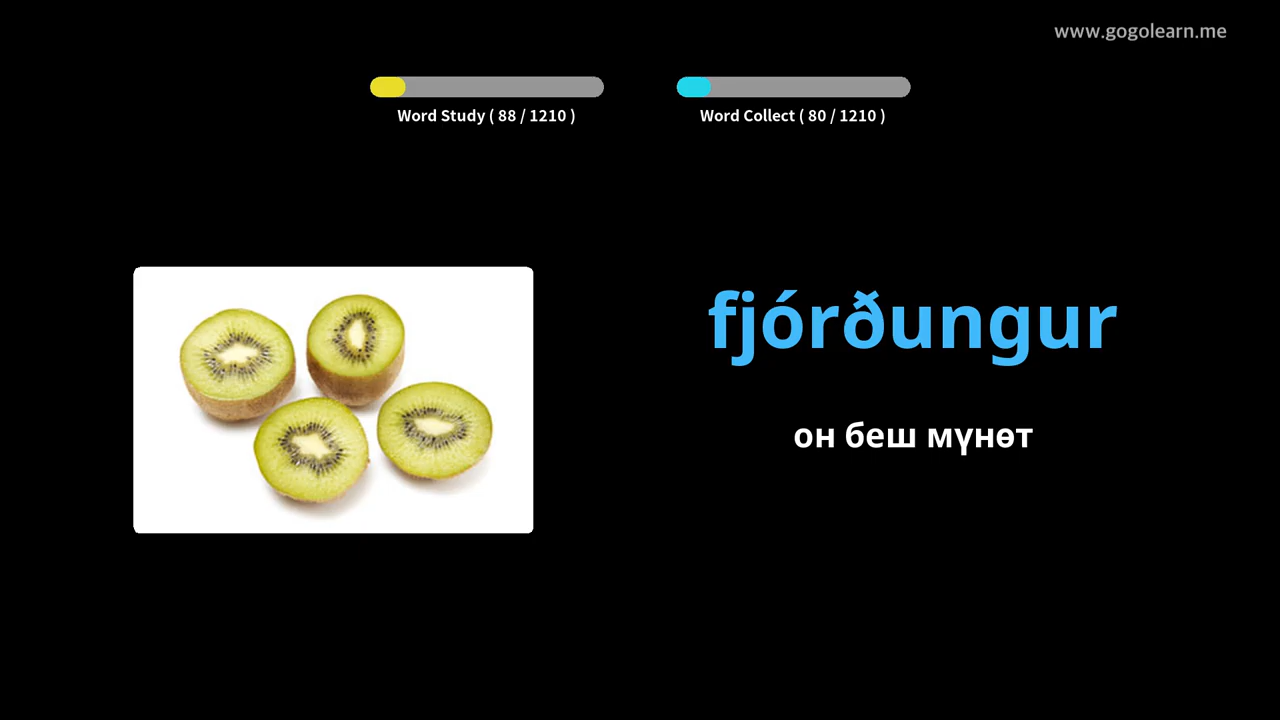 www.gogolearn.me
Word Study ( 88 / 1210 )
Word Collect ( 80 / 1210 )
fjórðungur
он беш мүнөт